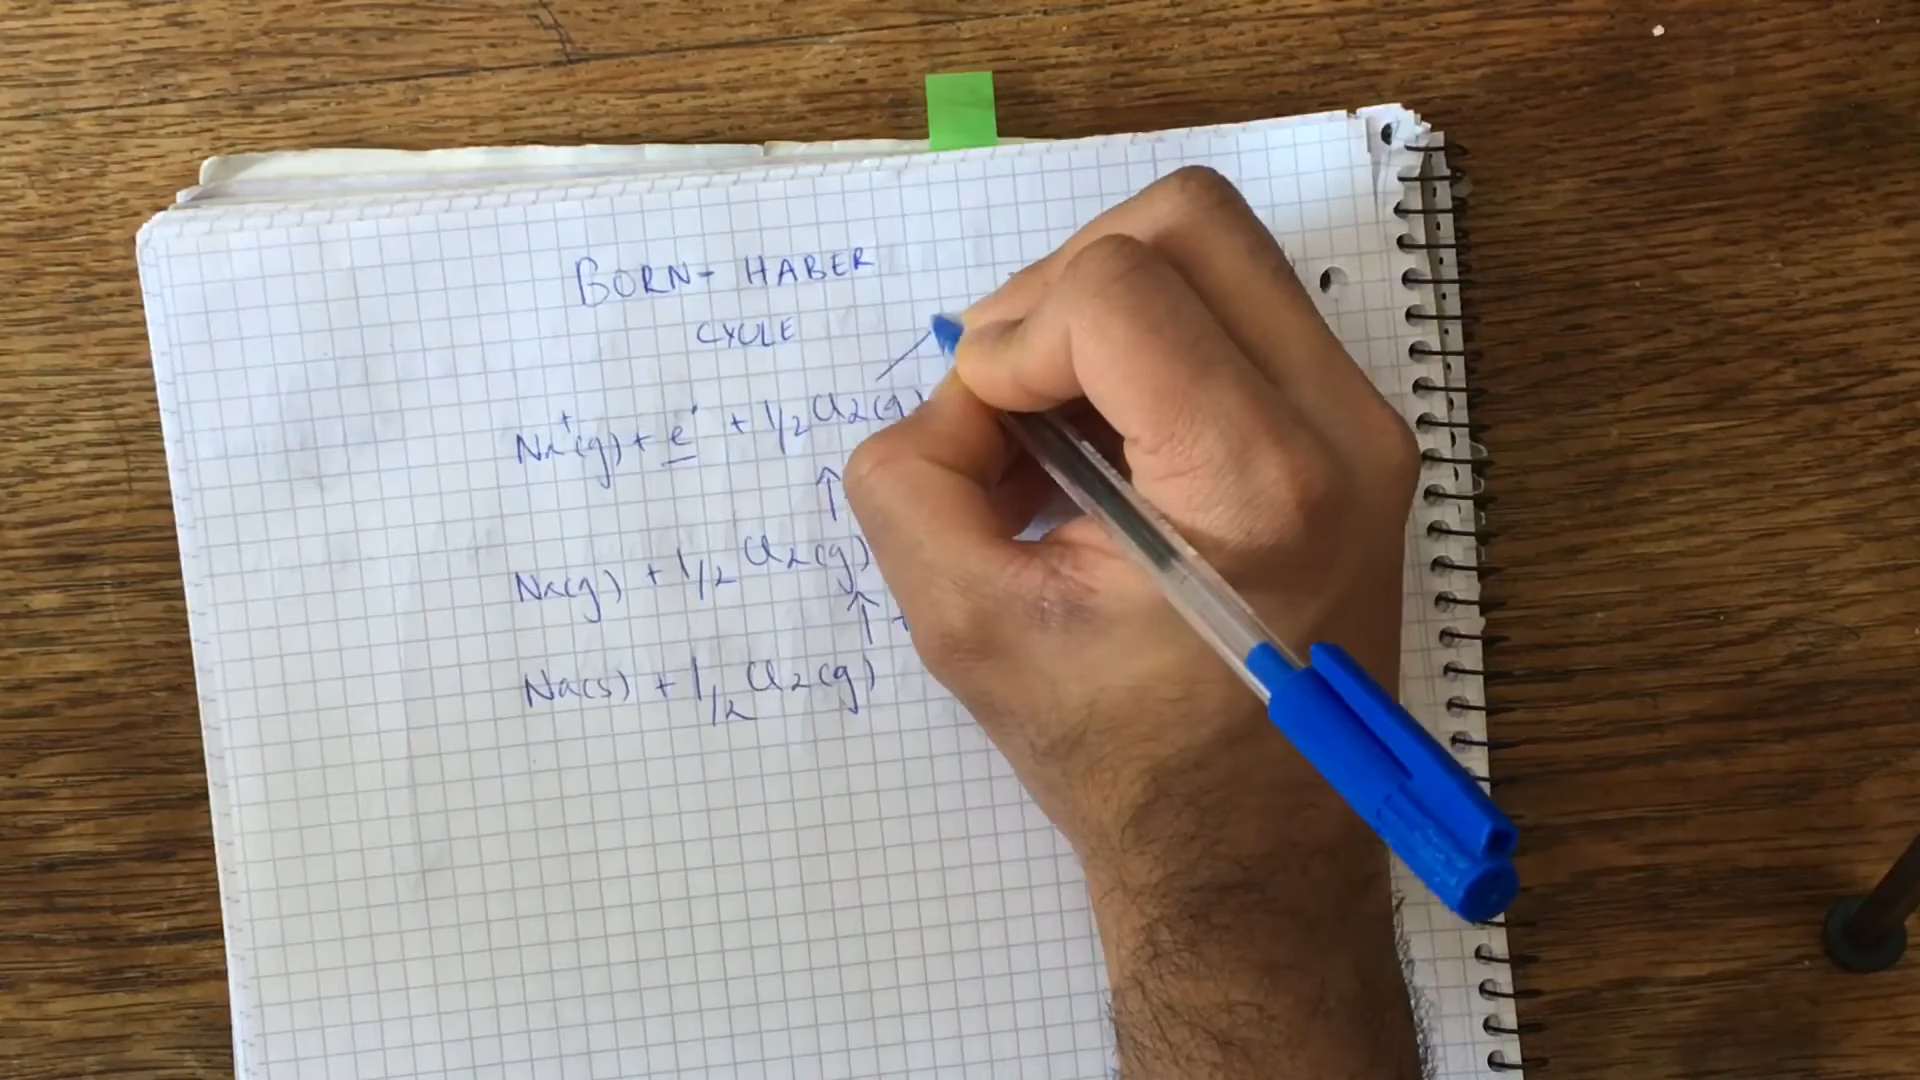 BORN- HABER
CYCLE
Na+(g) + e- + 1/2 Cl2(g)
Na(g) + 1/2 Cl2(g)
Na(s) + 1/2 Cl2(g)